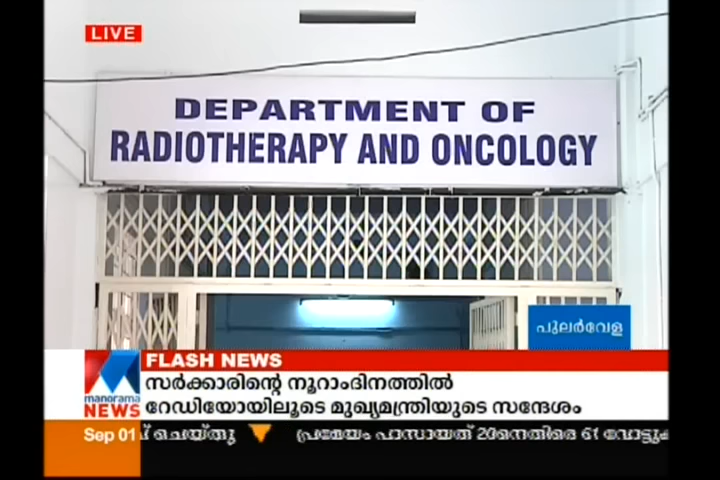 LIVE
DEPARTMENT OF
RADIOTHERAPY AND ONCOLOGY
പുലർവേള
FLASH NEWS
സർക്കാരിന്റെ നൂറാംദിനത്തിൽ
റേഡിയോയിലൂടെ മുഖ്യമന്ത്രിയുടെ സന്ദേശം
manorama
NEWS
Sep 01 ചെയ്തു പ്രമേയം പാസായത് 20നെതിരെ 61